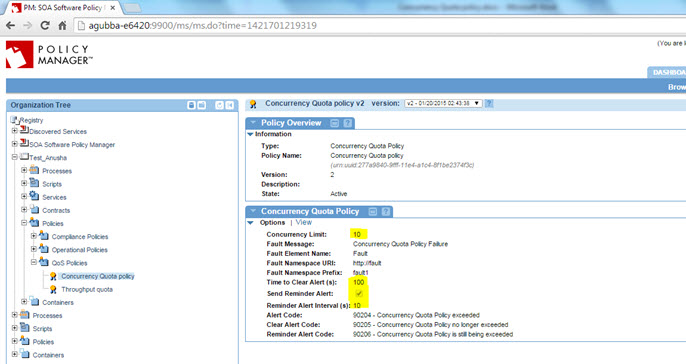 PM: SOA Software Policy
agubba-e6420:9900/ms/ms.do?time=1421701219319
POLICY
MANAGER™
(You are l
DASHBOA
Brow
Organization Tree
Registry
Discovered Services
SOA Software Policy Manager
Test_Anusha
Processes
Scripts
Services
Contracts
Policies
Compliance Policies
Operational Policies
QoS Policies
Concurrency Quota policy
Throughput quota
Containers
Processes
Scripts
Policies
Containers
Concurrency Quota policy v2 version: v2 - 01/20/2015 02:43:38
Policy Overview
Information
Type: Concurrency Quota Policy
Policy Name: Concurrency Quota policy
(urn:uuid:277a9840-9fff-11e4-a1c4-8f1be2374f3c)
Version: 2
Description:
State: Active
Concurrency Quota Policy
Options | View
Concurrency Limit: 10
Fault Message: Concurrency Quota Policy Failure
Fault Element Name: Fault
Fault Namespace URI: http://fault
Fault Namespace Prefix: fault1
Time to Clear Alert (s): 100
Send Reminder Alert:
Reminder Alert Interval (s): 10
Alert Code: 90204 - Concurrency Quota Policy exceeded
Clear Alert Code: 90205 - Concurrency Quota Policy no longer exceeded
Reminder Alert Code: 90206 - Concurrency Quota Policy is still being exceeded